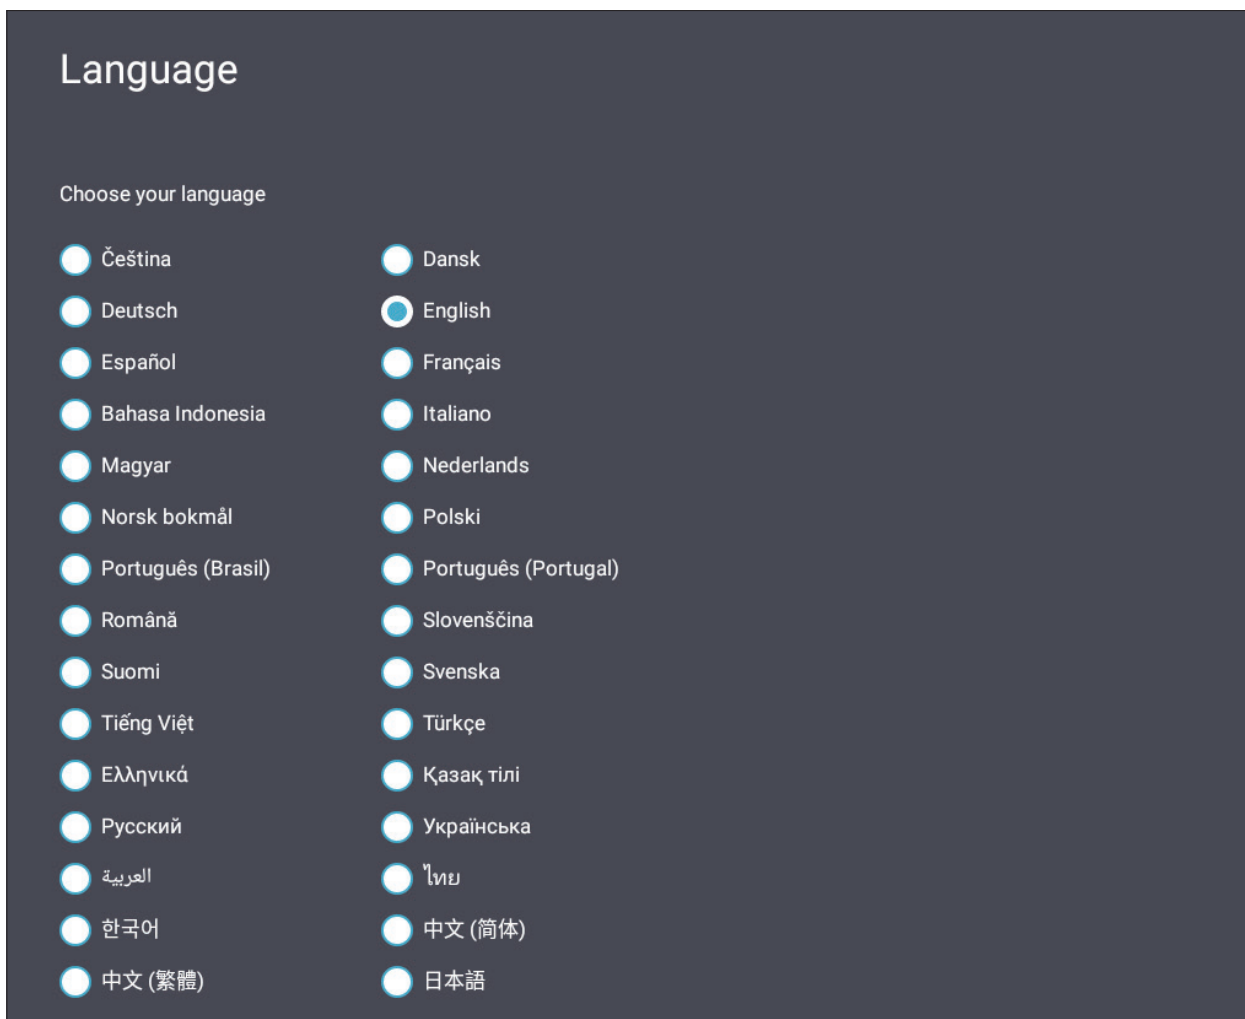 Language
Choose your language
Čeština Dansk
Deutsch English
Español Français
Bahasa Indonesia Italiano
Magyar Nederlands
Norsk bokmål Polski
Português (Brasil) Português (Portugal)
Română Slovenščina
Suomi Svenska
Tiếng Việt Türkçe
Ελληνικά Қазақ тілі
Русский Українська
العربية ไทย
한국어 中文 (简体)
中文 (繁體) 日本語